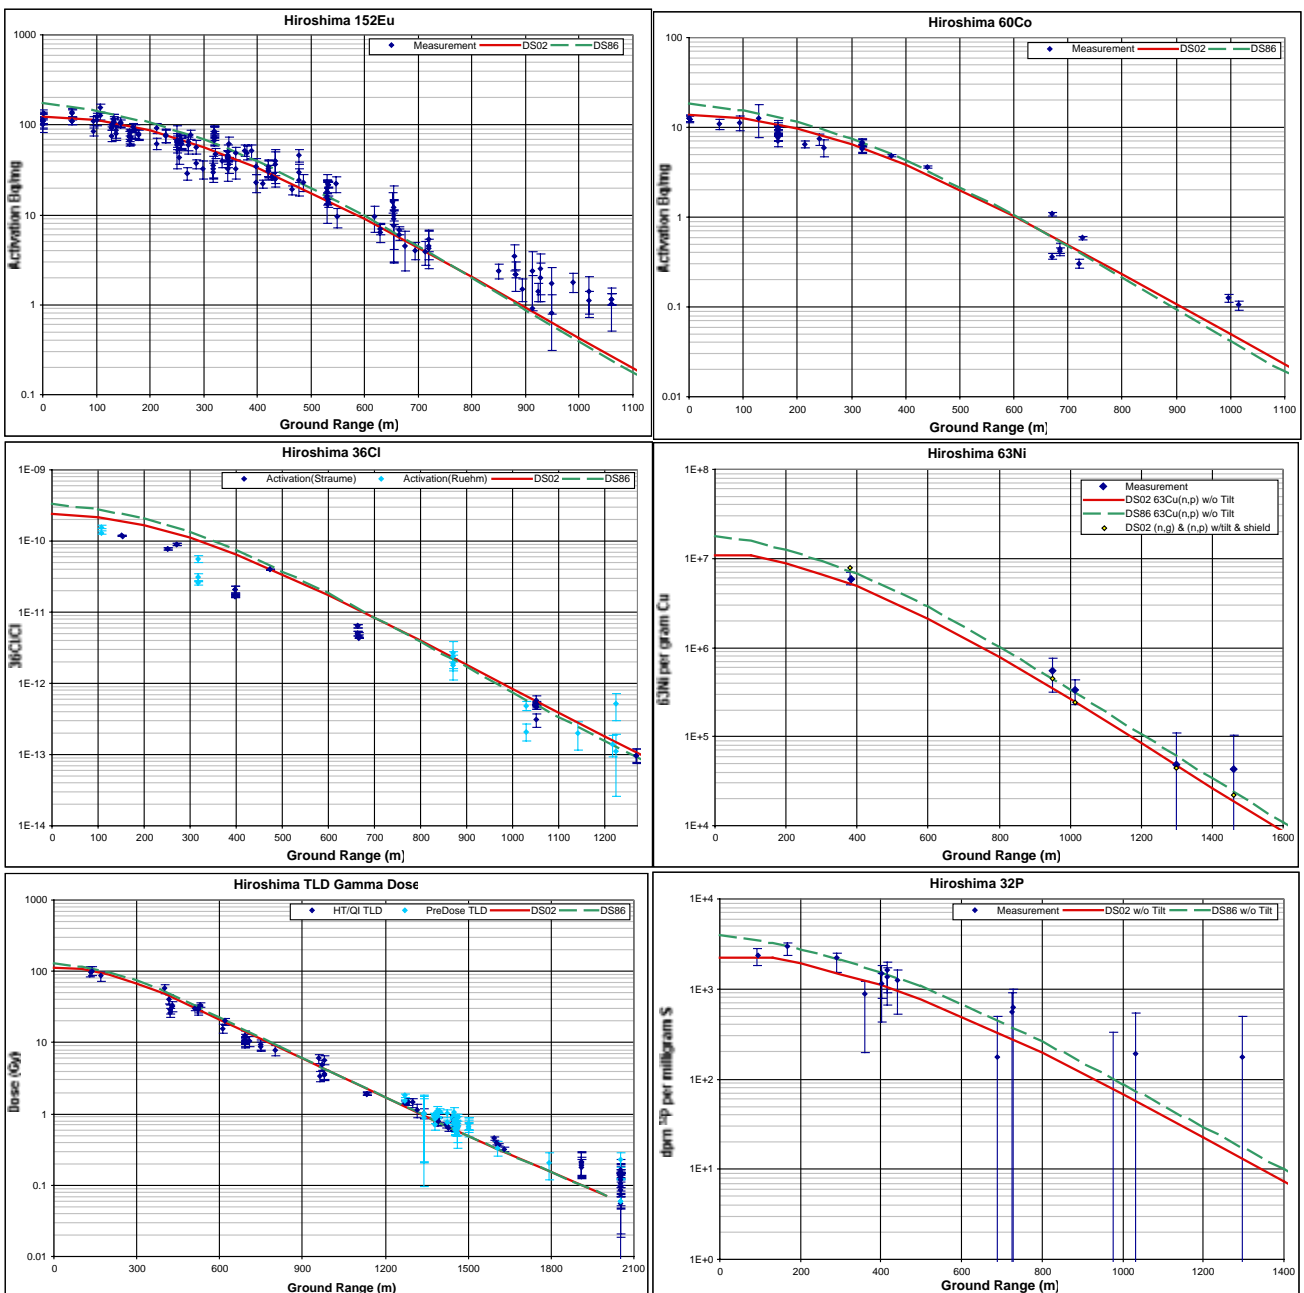 Hiroshima 152Eu
Measurement DS02 DS86
1000
100
10
1
0.1
Activation Bq/mg
0 100 200 300 400 500 600 700 800 900 1000 1100
Ground Range (m)
Hiroshima 60Co
Measurement DS02 DS86
100
10
1
0.1
0.01
Activation Bq/mg
0 100 200 300 400 500 600 700 800 900 1000 1100
Ground Range (m)
Hiroshima 36Cl
Activation(Straume) Activation(Ruehm) DS02 DS86
1E-09
1E-10
1E-11
1E-12
1E-13
1E-14
36Cl/Cl
0 100 200 300 400 500 600 700 800 900 1000 1100 1200
Ground Range (m)
Hiroshima 63Ni
Measurement
DS02 63Cu(n,p) w/o Tilt
DS86 63Cu(n,p) w/o Tilt
DS02 (n,g) & (n,p) w/tilt & shield
1E+8
1E+7
1E+6
1E+5
1E+4
63Ni per gram Cu
0 200 400 600 800 1000 1200 1400 1600
Ground Range (m)
Hiroshima TLD Gamma Dose
HT/QI TLD PreDose TLD DS02 DS86
1000
100
10
1
0.1
0.01
Dose (Gy)
0 300 600 900 1200 1500 1800 2100
Ground Range (m)
Hiroshima 32P
Measurement DS02 w/o Tilt DS86 w/o Tilt
1E+4
1E+3
1E+2
1E+1
1E+0
dpm ³²P per milligram S
0 200 400 600 800 1000 1200 1400
Ground Range (m)